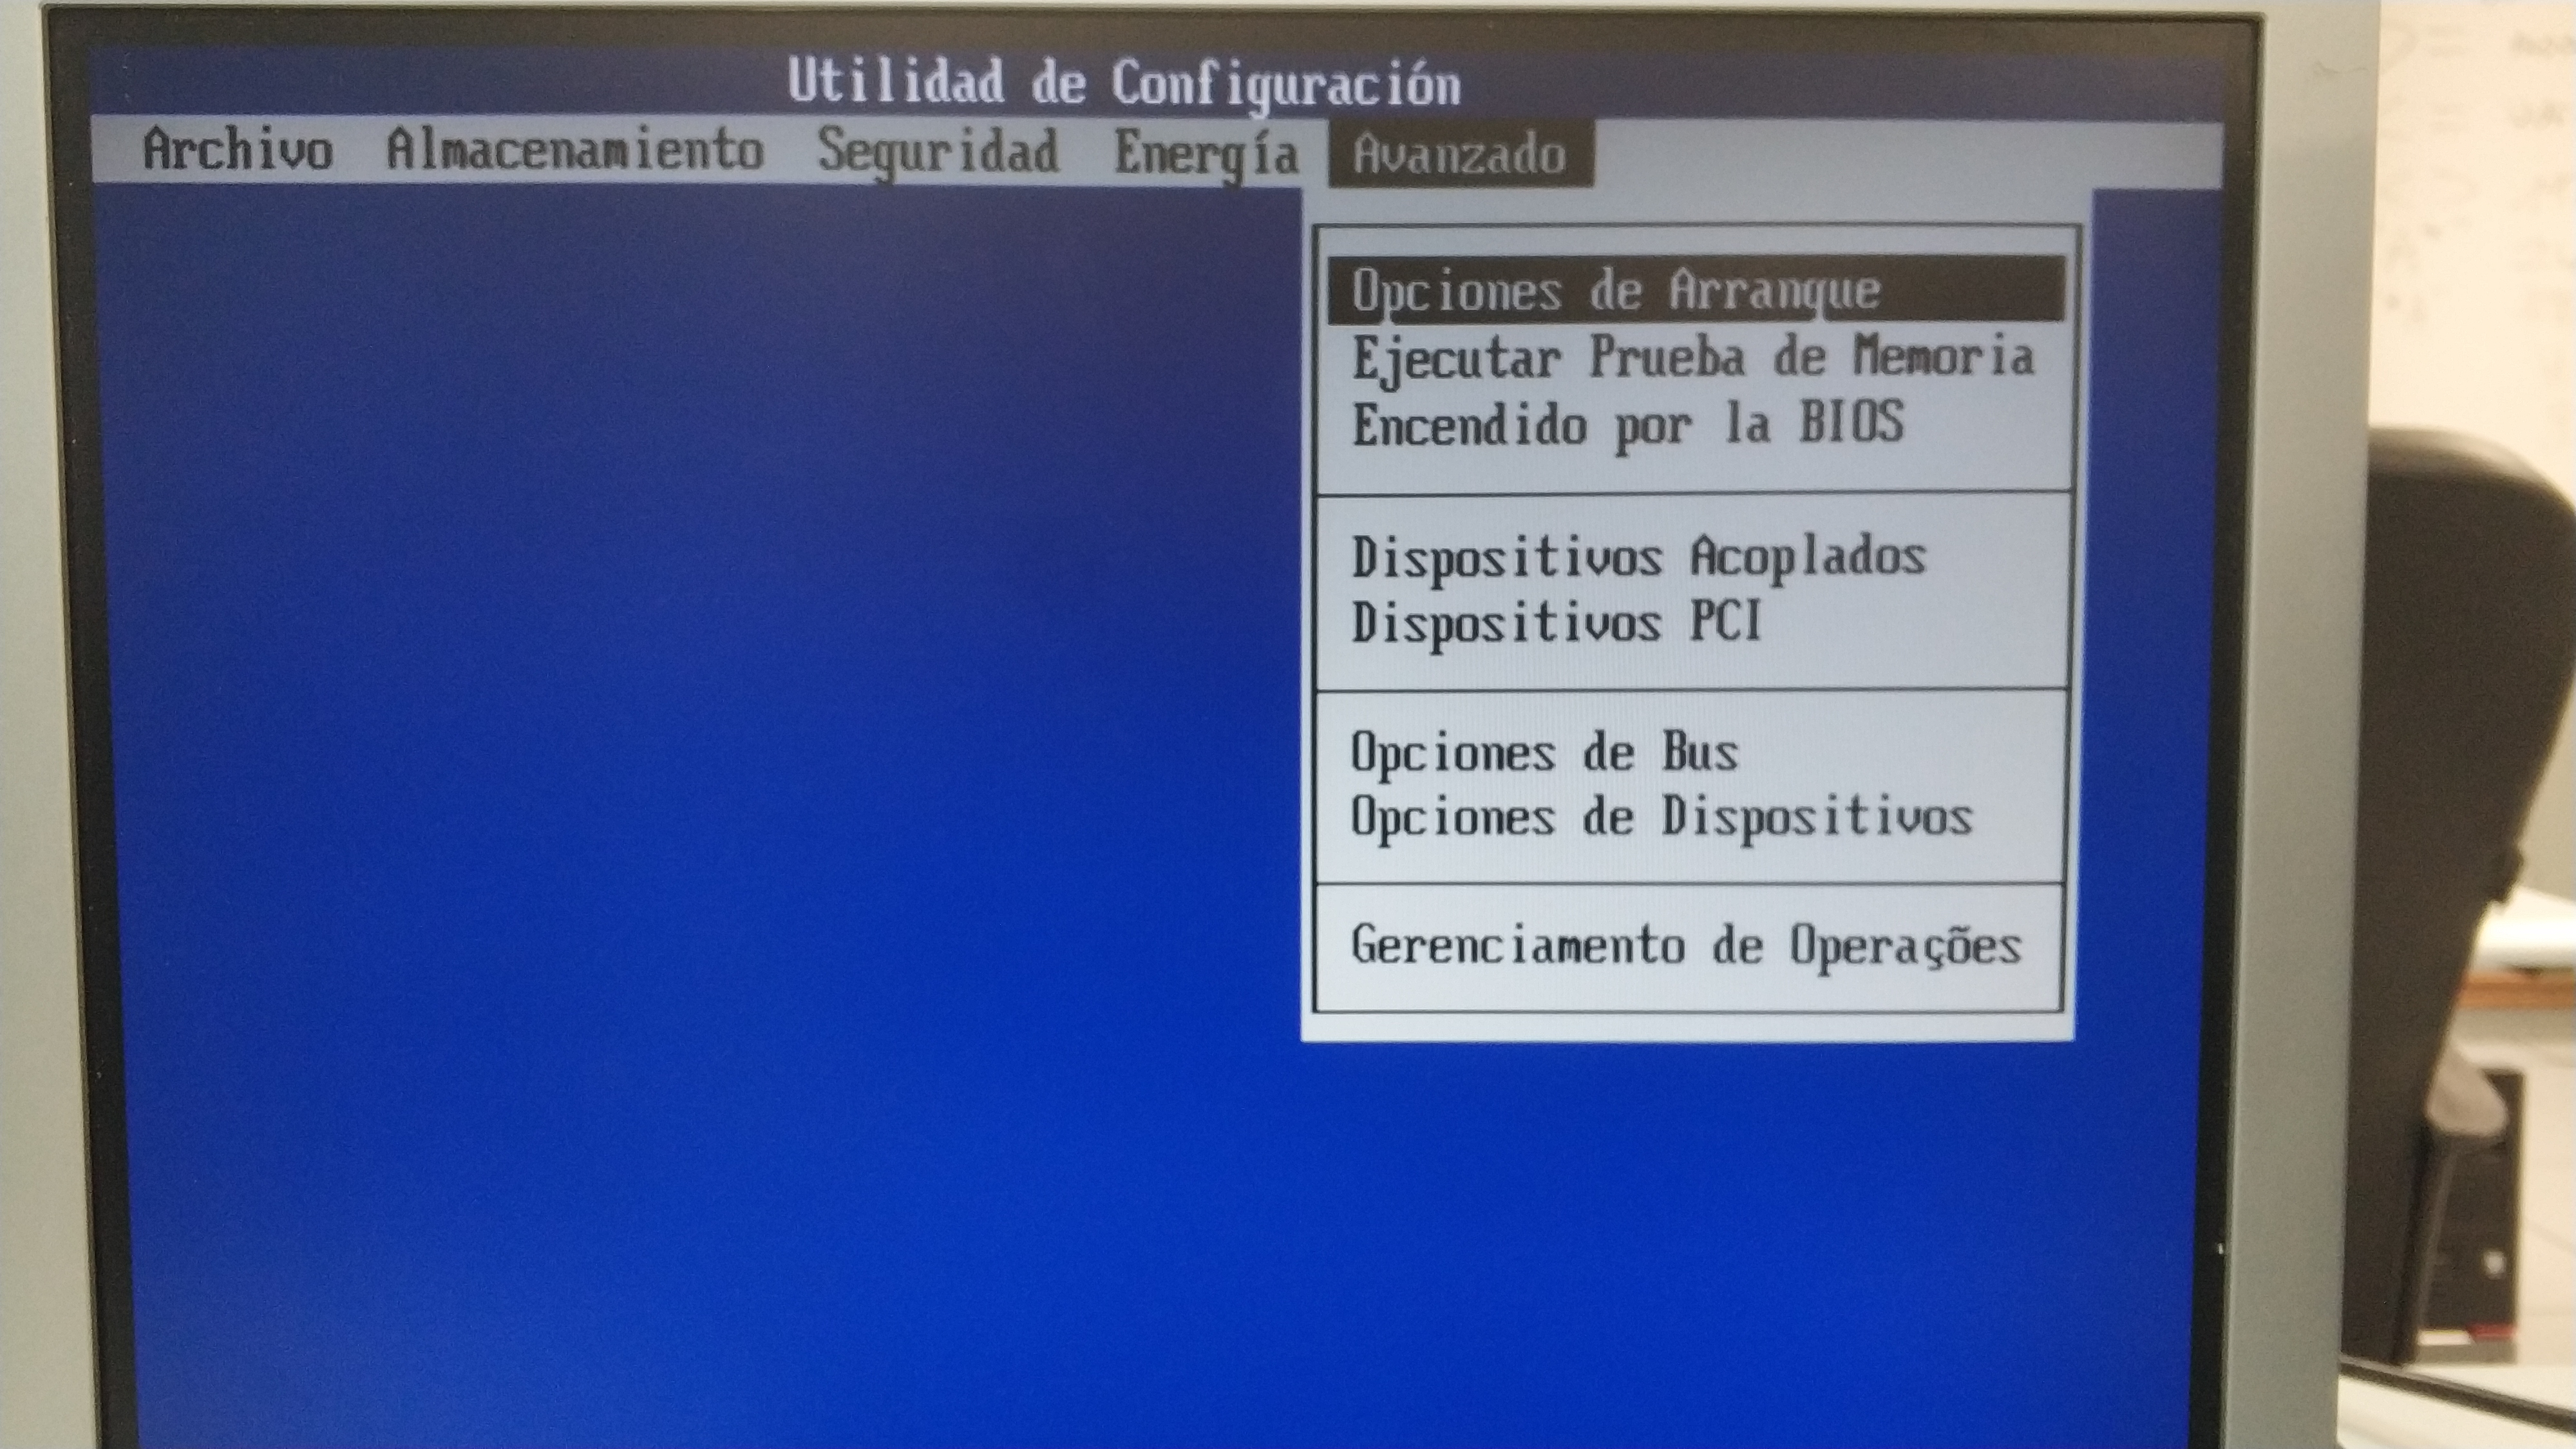 Utilidad de Configuración
Archivo Almacenamiento Seguridad Energía Avanzado
Opciones de Arranque
Ejecutar Prueba de Memoria
Encendido por la BIOS
Dispositivos Acoplados
Dispositivos PCI
Opciones de Bus
Opciones de Dispositivos
Gerenciamento de Operações